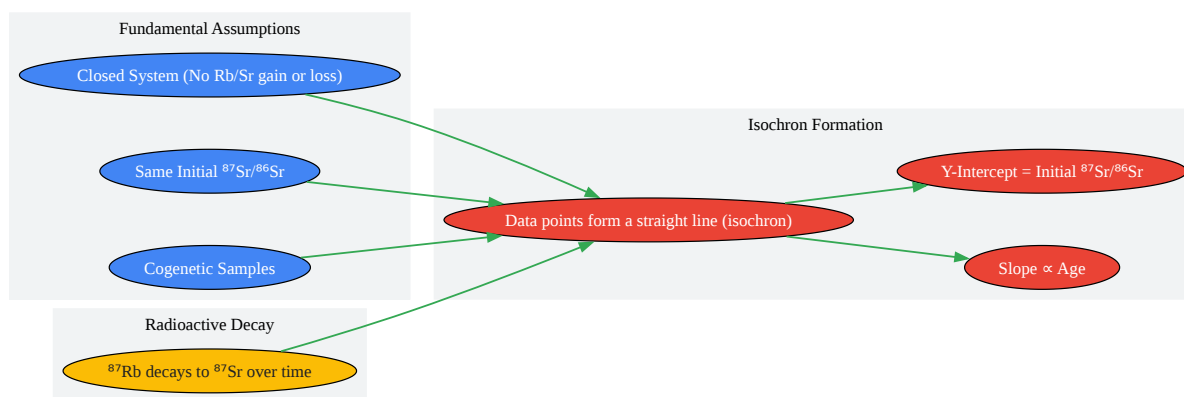 Fundamental Assumptions
Closed System (No Rb/Sr gain or loss)
Same Initial ⁸⁷Sr/⁸⁶Sr
Cogenetic Samples
Radioactive Decay
⁸⁷Rb decays to ⁸⁷Sr over time
Isochron Formation
Data points form a straight line (isochron)
Y-Intercept = Initial ⁸⁷Sr/⁸⁶Sr
Slope ∝ Age